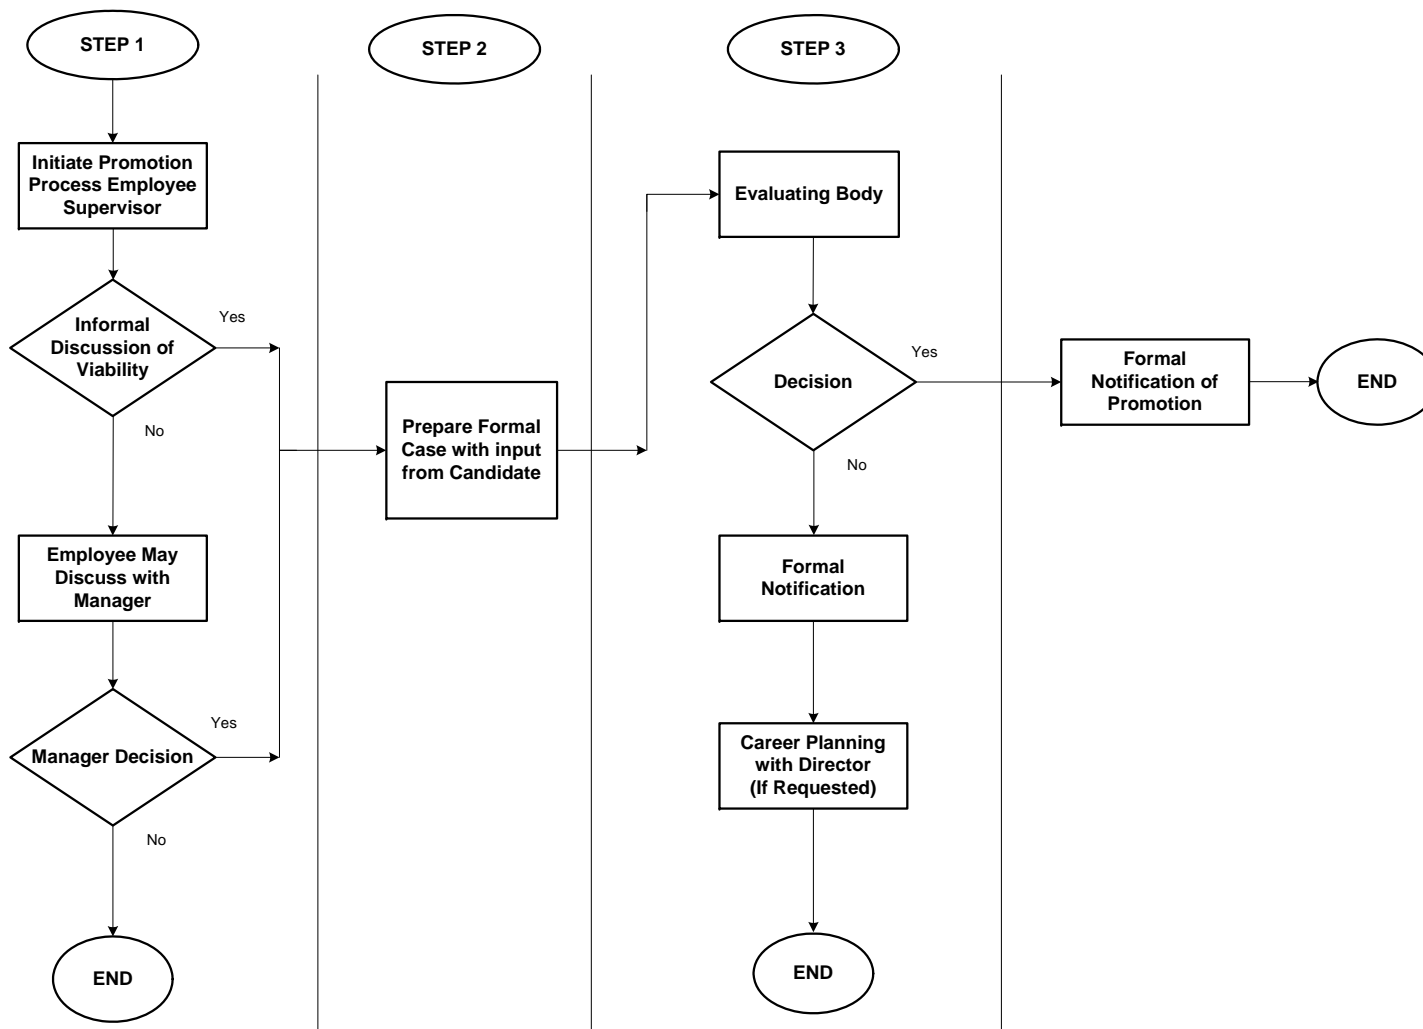 STEP 1
STEP 2
STEP 3
Initiate Promotion
Process Employee
Supervisor
Informal
Discussion of
Viability
Yes
No
Employee May
Discuss with
Manager
Manager Decision
Yes
No
END
Prepare Formal
Case with input
from Candidate
Evaluating Body
Decision
Yes
No
Formal
Notification
Career Planning
with Director
(If Requested)
END
Formal
Notification of
Promotion
END